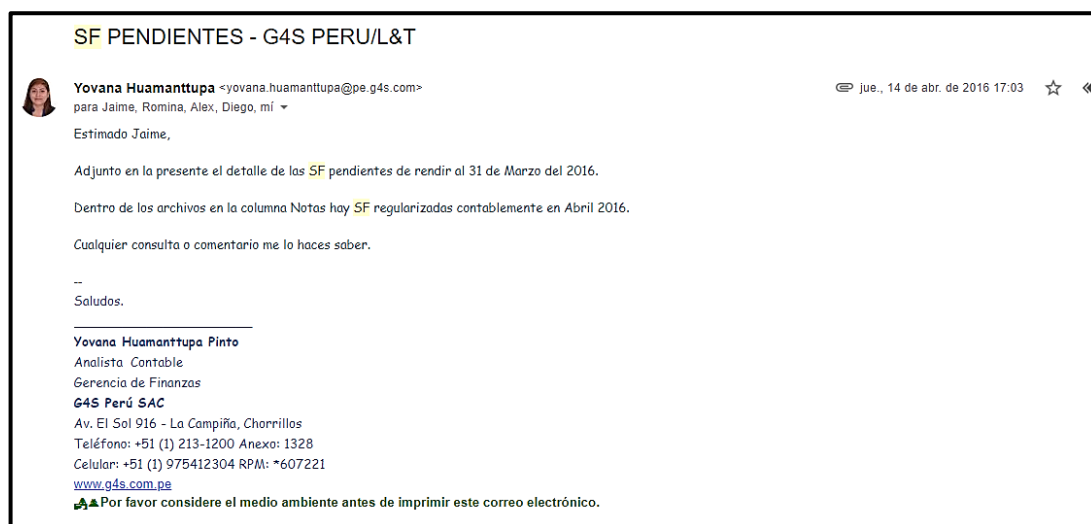 SF PENDIENTES - G4S PERU/L&T
Yovana Huamanttupa <yovana.huamanttupa@pe.g4s.com>
jue., 14 de abr. de 2016 17:03
para Jaime, Romina, Alex, Diego, mí
Estimado Jaime,
Adjunto en la presente el detalle de las SF pendientes de rendir al 31 de Marzo del 2016.
Dentro de los archivos en la columna Notas hay SF regularizadas contablemente en Abril 2016.
Cualquier consulta o comentario me lo haces saber.
--
Saludos.
Yovana Huamanttupa Pinto
Analista Contable
Gerencia de Finanzas
G4S Perú SAC
Av. El Sol 916 - La Campiña, Chorrillos
Teléfono: +51 (1) 213-1200 Anexo: 1328
Celular: +51 (1) 975412304 RPM: *607221
www.g4s.com.pe
Por favor considere el medio ambiente antes de imprimir este correo electrónico.